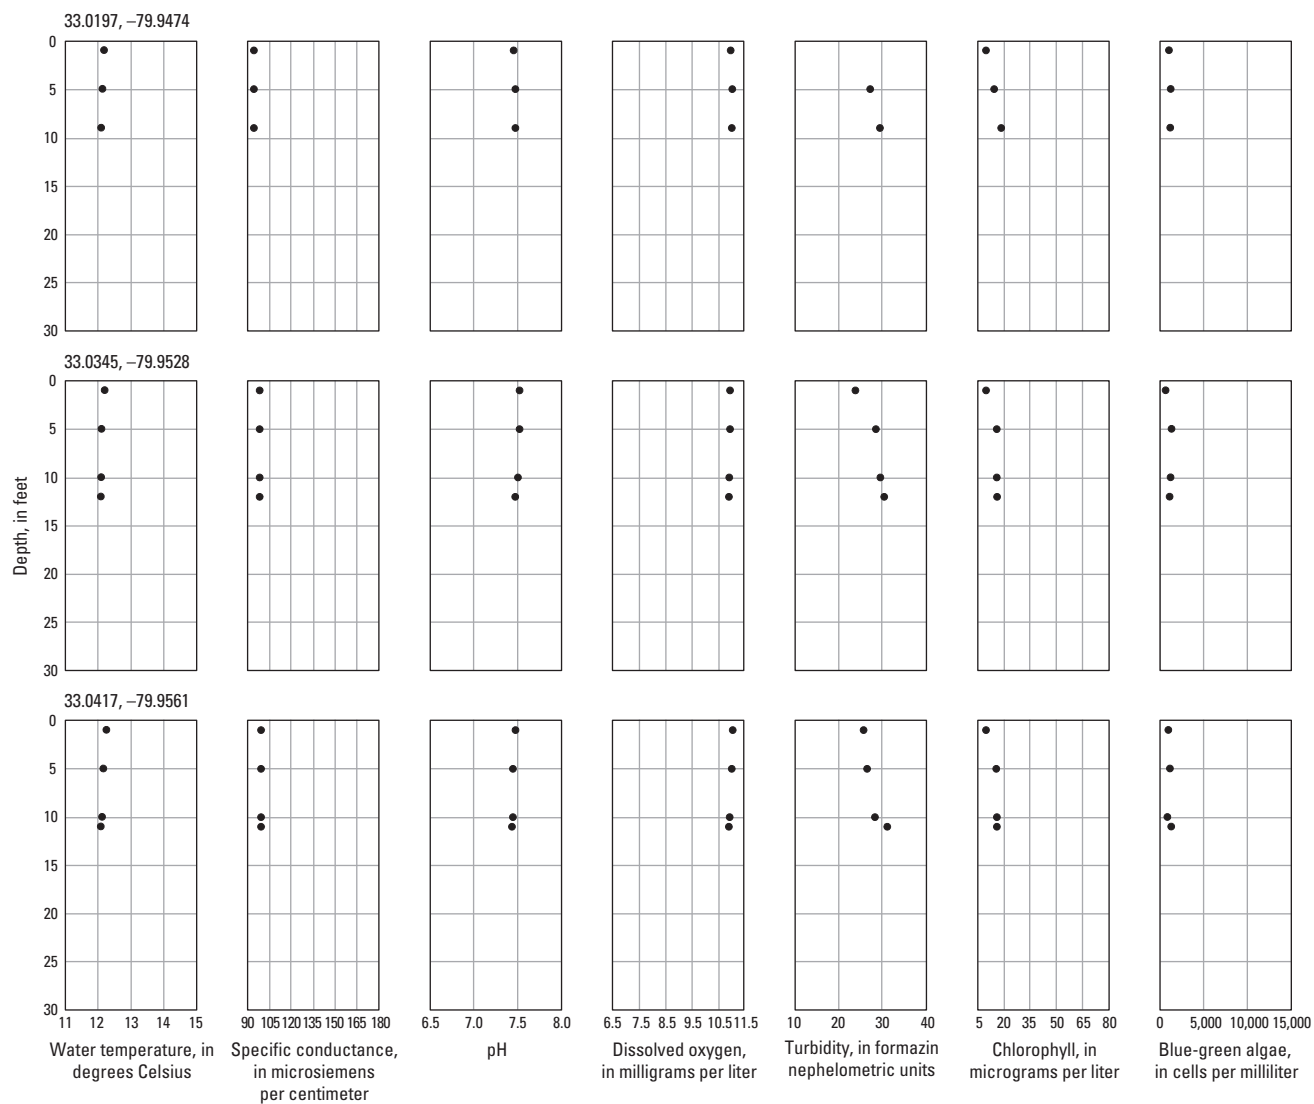 33.0197, –79.9474
0
5
10
15
20
25
30
33.0345, –79.9528
0
5
10
15
20
25
30
Depth, in feet
33.0417, –79.9561
0
5
10
15
20
25
30
11 12 13 14 15 90 105 120 135 150 165 180 6.5 7.0 7.5 8.0 6.5 7.5 8.5 9.5 10.5 11.5 10 20 30 40 5 20 35 50 65 80 0 5,000 10,000 15,000
Water temperature, in
degrees Celsius
Specific conductance,
in microsiemens
per centimeter
pH
Dissolved oxygen,
in milligrams per liter
Turbidity, in formazin
nephelometric units
Chlorophyll, in
micrograms per liter
Blue-green algae,
in cells per milliliter